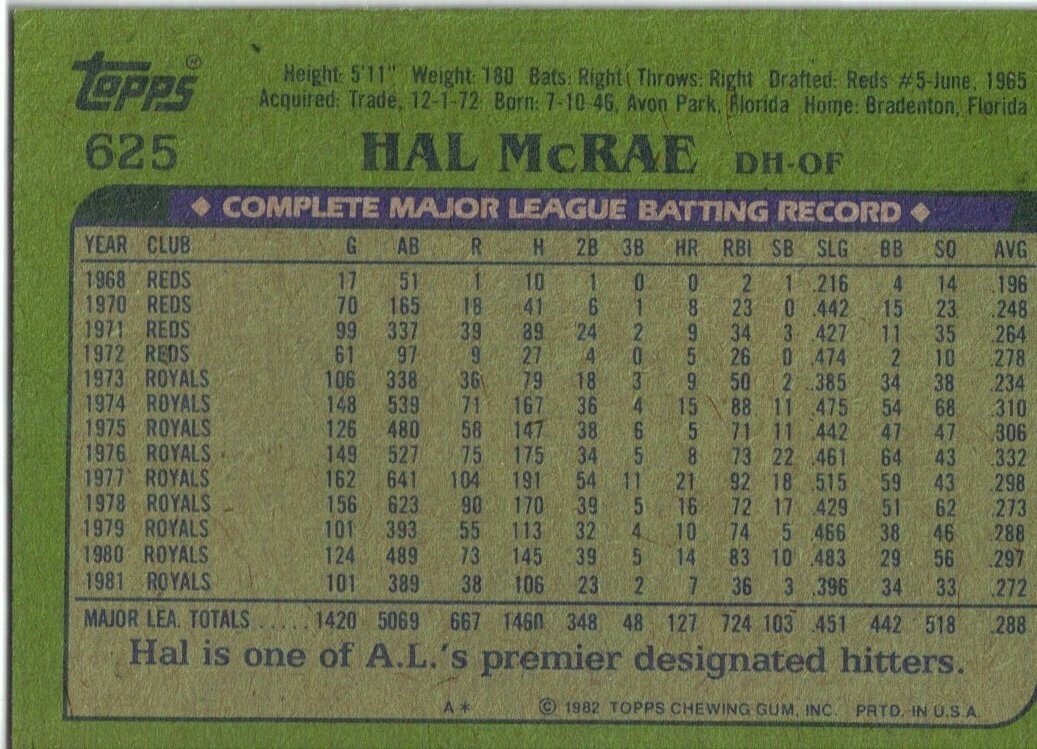 Topps®
Height: 5'11" Weight: 180 Bats: Right Throws: Right Drafted: Reds #5-June, 1965
Acquired: Trade, 12-1-72 Born: 7-10-46, Avon Park, Florida Home: Bradenton, Florida
625 HAL McRAE DH-OF
◆ COMPLETE MAJOR LEAGUE BATTING RECORD ◆
YEAR CLUB G AB R H 2B 3B HR RBI SB SLG BB SO AVG
1968 REDS 17 51 1 10 1 0 0 2 1 .216 4 14 .196
1970 REDS 70 165 18 41 6 1 8 23 0 .442 15 23 .248
1971 REDS 99 337 39 89 24 2 9 34 3 .427 11 35 .264
1972 REDS 61 97 9 27 4 0 5 26 0 .474 2 10 .278
1973 ROYALS 106 338 36 79 18 3 9 50 2 .385 34 38 .234
1974 ROYALS 148 539 71 167 36 4 15 88 11 .475 54 68 .310
1975 ROYALS 126 480 58 147 38 6 5 71 11 .442 47 47 .306
1976 ROYALS 149 527 75 175 34 5 8 73 22 .461 64 43 .332
1977 ROYALS 162 641 104 191 54 11 21 92 18 .515 59 43 .298
1978 ROYALS 156 623 90 170 39 5 16 72 17 .429 51 62 .273
1979 ROYALS 101 393 55 113 32 4 10 74 5 .466 38 46 .288
1980 ROYALS 124 489 73 145 39 5 14 83 10 .483 29 56 .297
1981 ROYALS 101 389 38 106 23 2 7 36 3 .396 34 33 .272
MAJOR LEA. TOTALS ..... 1420 5069 667 1460 348 48 127 724 103 .451 442 518 .288
Hal is one of A.L.'s premier designated hitters.
A* © 1982 TOPPS CHEWING GUM, INC. PRTD. IN U.S.A.